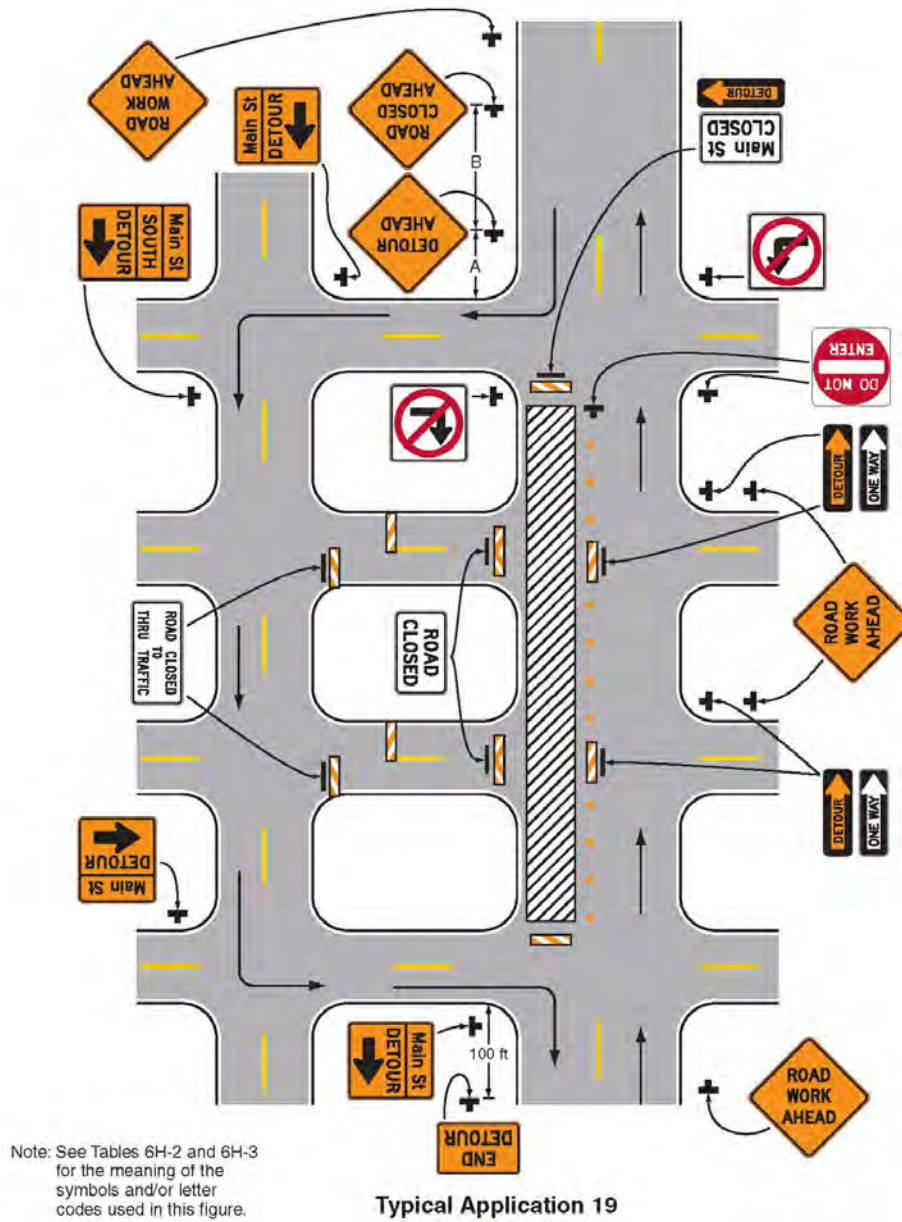 ROAD
WORK
AHEAD
Main St
DETOUR
ROAD
CLOSED
AHEAD
B
DETOUR
Main St
CLOSED
Main St
SOUTH
DETOUR
DETOUR
AHEAD
A
DO NOT
ENTER
DETOUR
ONE WAY
ROAD CLOSED
TO
THRU TRAFFIC
ROAD
CLOSED
ROAD
WORK
AHEAD
DETOUR
ONE WAY
Main St
DETOUR
Main St
DETOUR
100 ft
END
DETOUR
ROAD
WORK
AHEAD
Note: See Tables 6H-2 and 6H-3
for the meaning of the
symbols and/or letter
codes used in this figure.
Typical Application 19